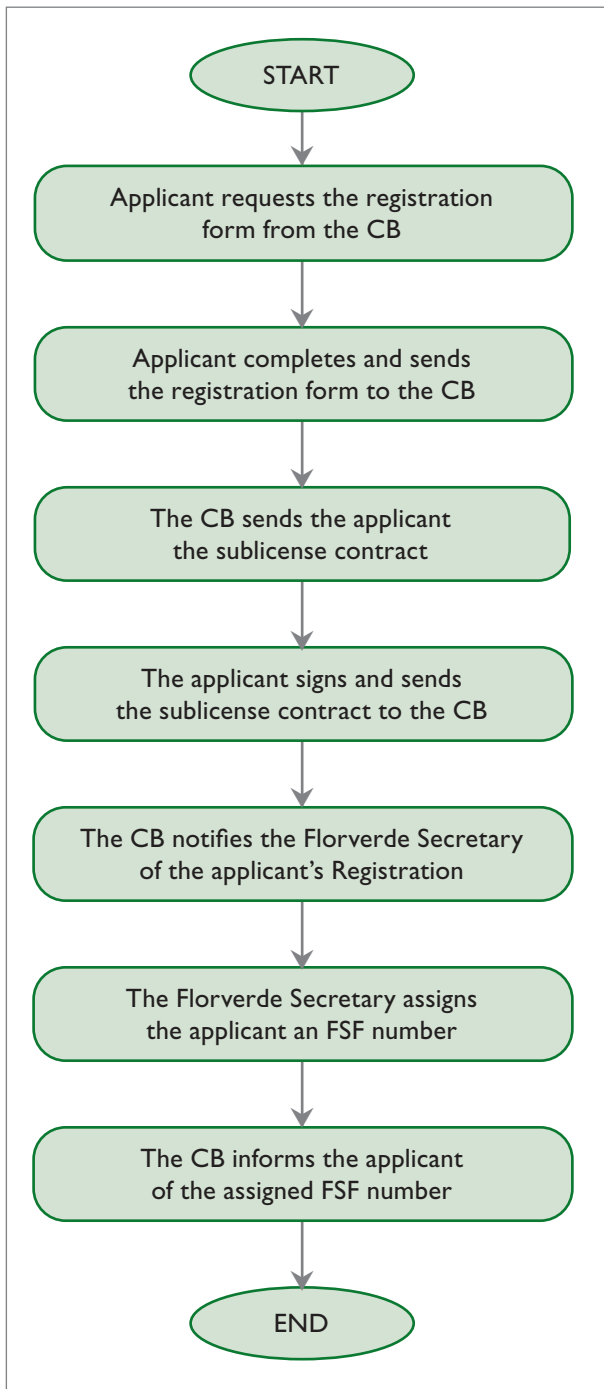 START
Applicant requests the registration
form from the CB
Applicant completes and sends
the registration form to the CB
The CB sends the applicant
the sublicense contract
The applicant signs and sends
the sublicense contract to the CB
The CB notifies the Florverde Secretary
of the applicant’s Registration
The Florverde Secretary assigns
the applicant an FSF number
The CB informs the applicant
of the assigned FSF number
END